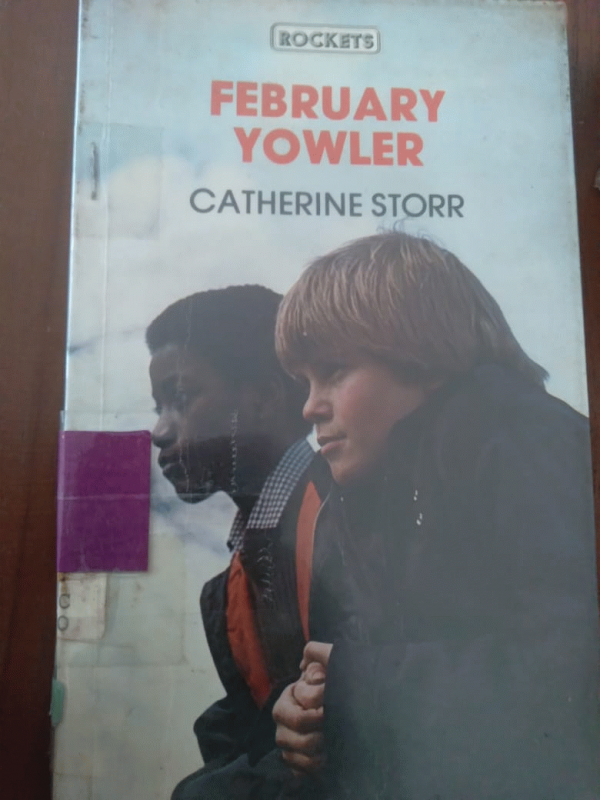 ROCKETS
FEBRUARY
YOWLER
CATHERINE STORR
C
O